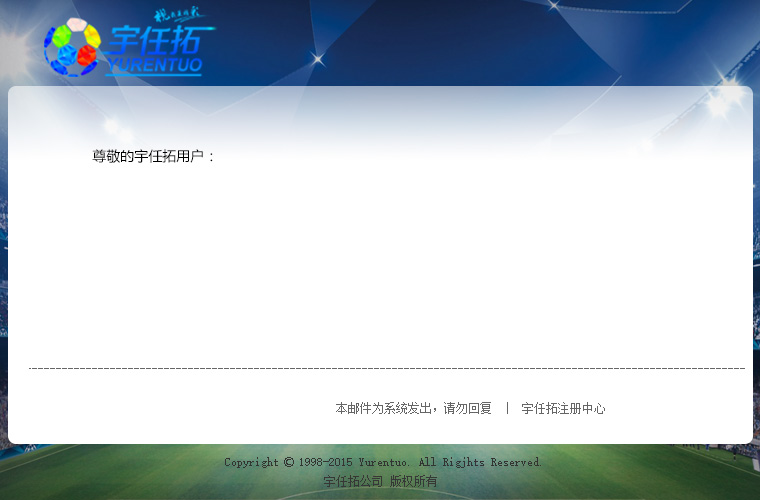 宇任拓
YURENTUO
尊敬的宇任拓用户：
本邮件为系统发出，请勿回复 | 宇任拓注册中心
Copyright © 1998-2015 Yurentuo. All Rigjhts Reserved.
宇任拓公司 版权所有